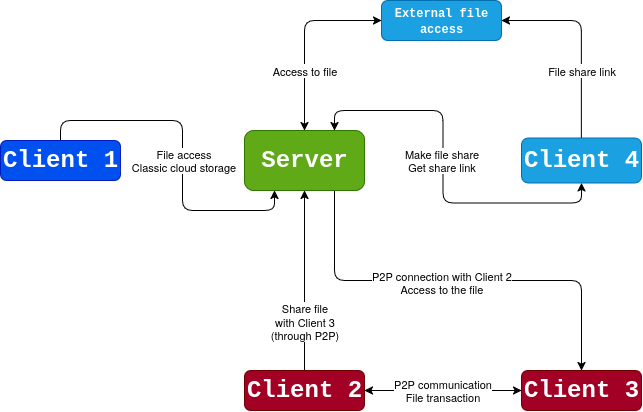 External file
access
Access to file
File share link
Client 1
File access
Classic cloud storage
Server
Make file share
Get share link
Client 4
P2P connection with Client 2
Access to the file
Share file
with Client 3
(through P2P)
Client 2
P2P communication
File transaction
Client 3